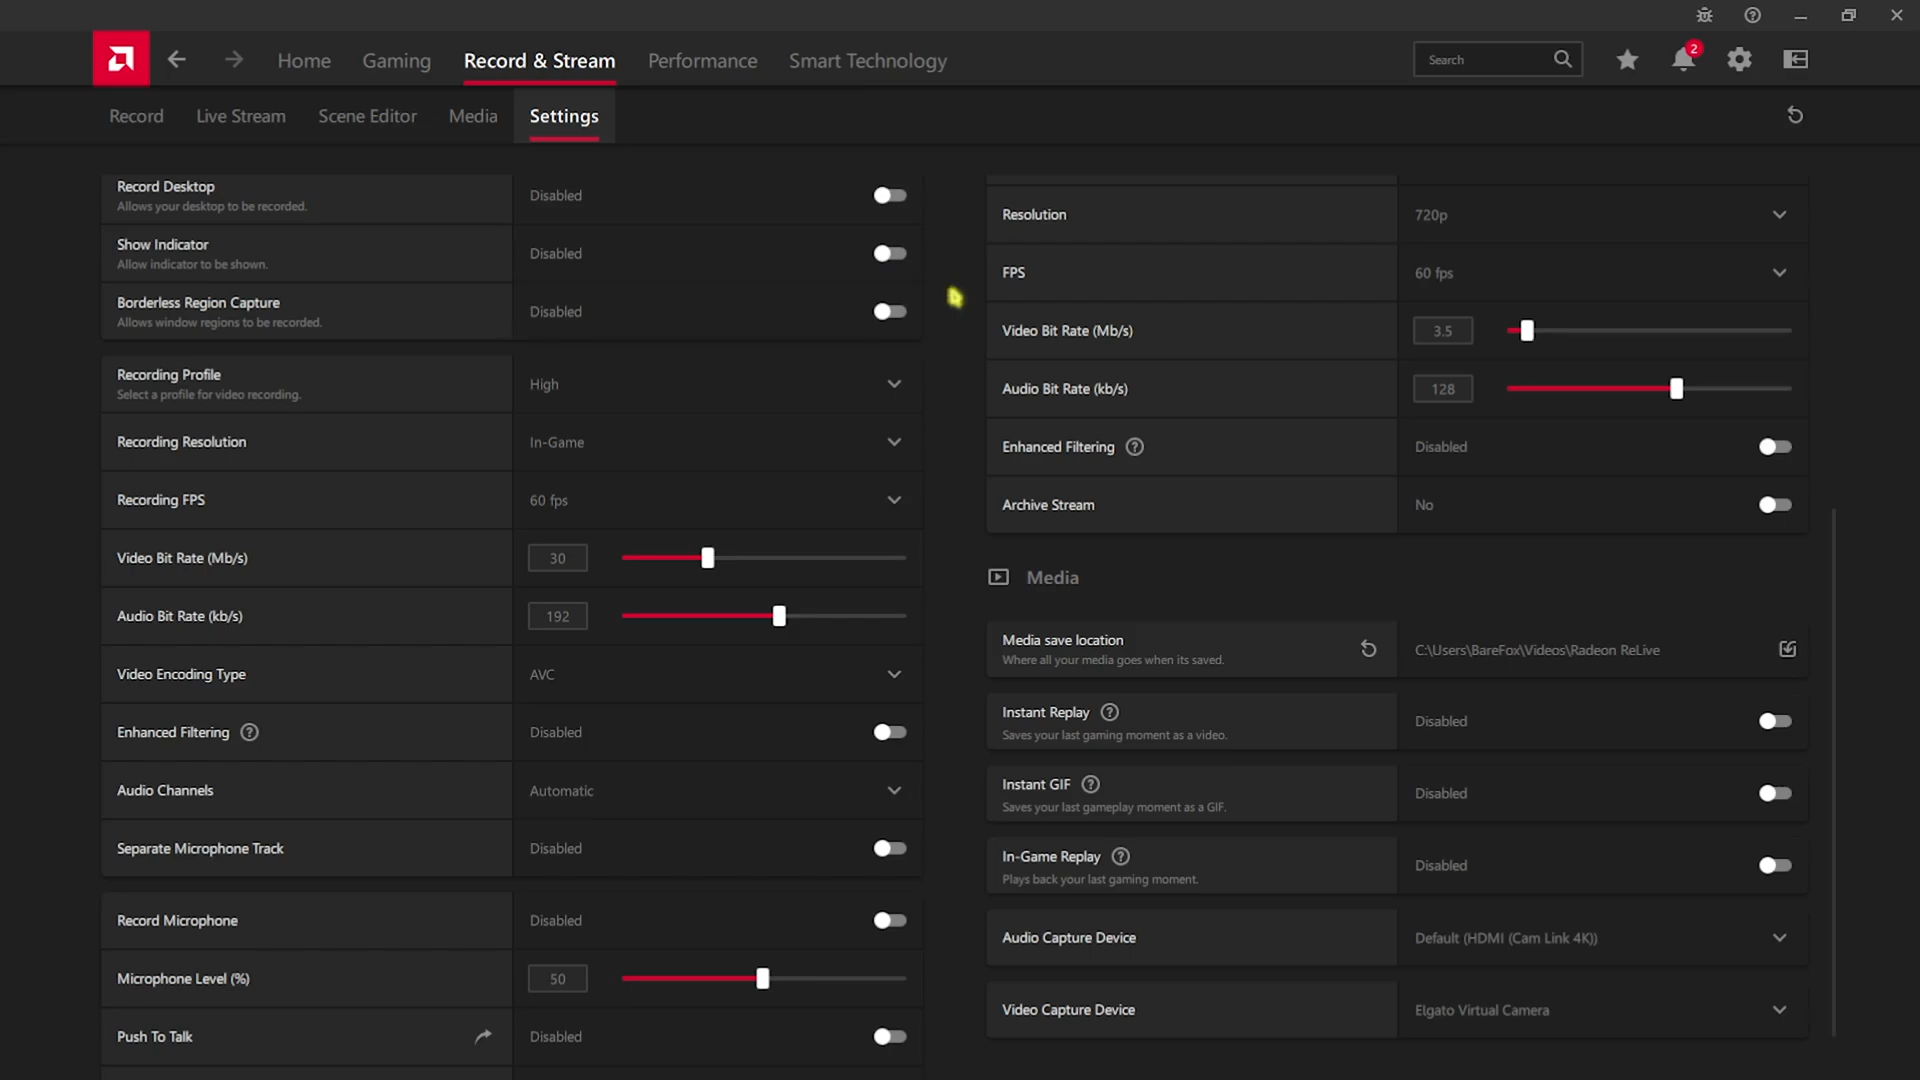 Home
Gaming
Record & Stream
Performance
Smart Technology
Search
2
Record
Live Stream
Scene Editor
Media
Settings
Record Desktop
Allows your desktop to be recorded.
Disabled
Show Indicator
Allow indicator to be shown.
Disabled
Borderless Region Capture
Allows window regions to be recorded.
Disabled
Recording Profile
Select a profile for video recording.
High
Recording Resolution
In-Game
Recording FPS
60 fps
Video Bit Rate (Mb/s)
30
Audio Bit Rate (kb/s)
192
Video Encoding Type
AVC
Enhanced Filtering
Disabled
Audio Channels
Automatic
Separate Microphone Track
Disabled
Record Microphone
Disabled
Microphone Level (%)
50
Push To Talk
Disabled
Resolution
720p
FPS
60 fps
Video Bit Rate (Mb/s)
3.5
Audio Bit Rate (kb/s)
128
Enhanced Filtering
Disabled
Archive Stream
No
Media
Media save location
Where all your media goes when its saved.
C:\Users\BareFox\Videos\Radeon ReLive
Instant Replay
Saves your last gaming moment as a video.
Disabled
Instant GIF
Saves your last gameplay moment as a GIF.
Disabled
In-Game Replay
Plays back your last gaming moment.
Disabled
Audio Capture Device
Default (HDMI (Cam Link 4K))
Video Capture Device
Elgato Virtual Camera